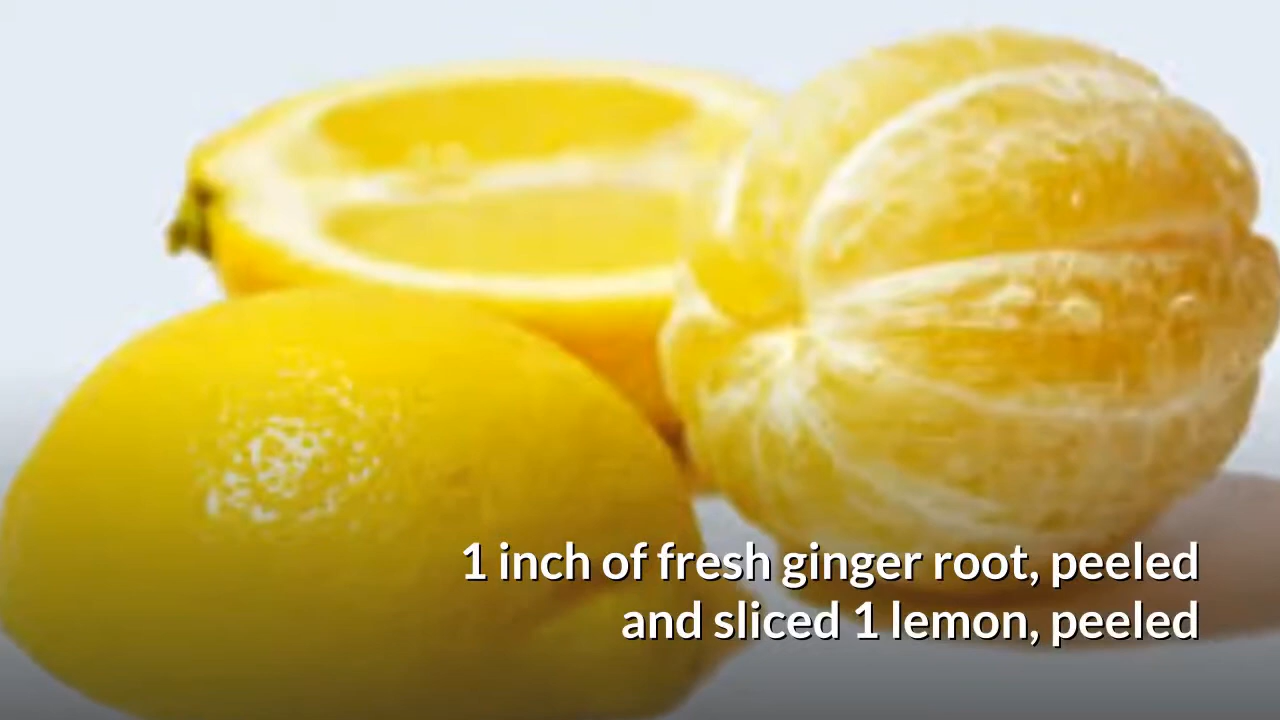 1 inch of fresh ginger root, peeled
and sliced 1 lemon, peeled